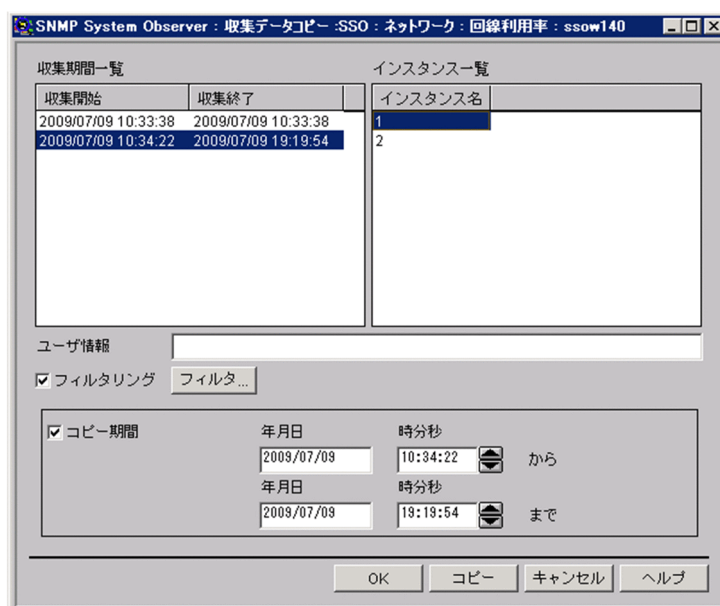 SNMP System Observer：収集データコピー :SSO：ネットワーク：回線利用率：ssow140
収集期間一覧
収集開始 収集終了
2009/07/09 10:33:38 2009/07/09 10:33:38
2009/07/09 10:34:22 2009/07/09 19:19:54
インスタンス一覧
インスタンス名
1
2
ユーザ情報
フィルタリング フィルタ...
コピー期間 年月日 時分秒
2009/07/09 10:34:22 から
年月日 時分秒
2009/07/09 19:19:54 まで
OK コピー キャンセル ヘルプ